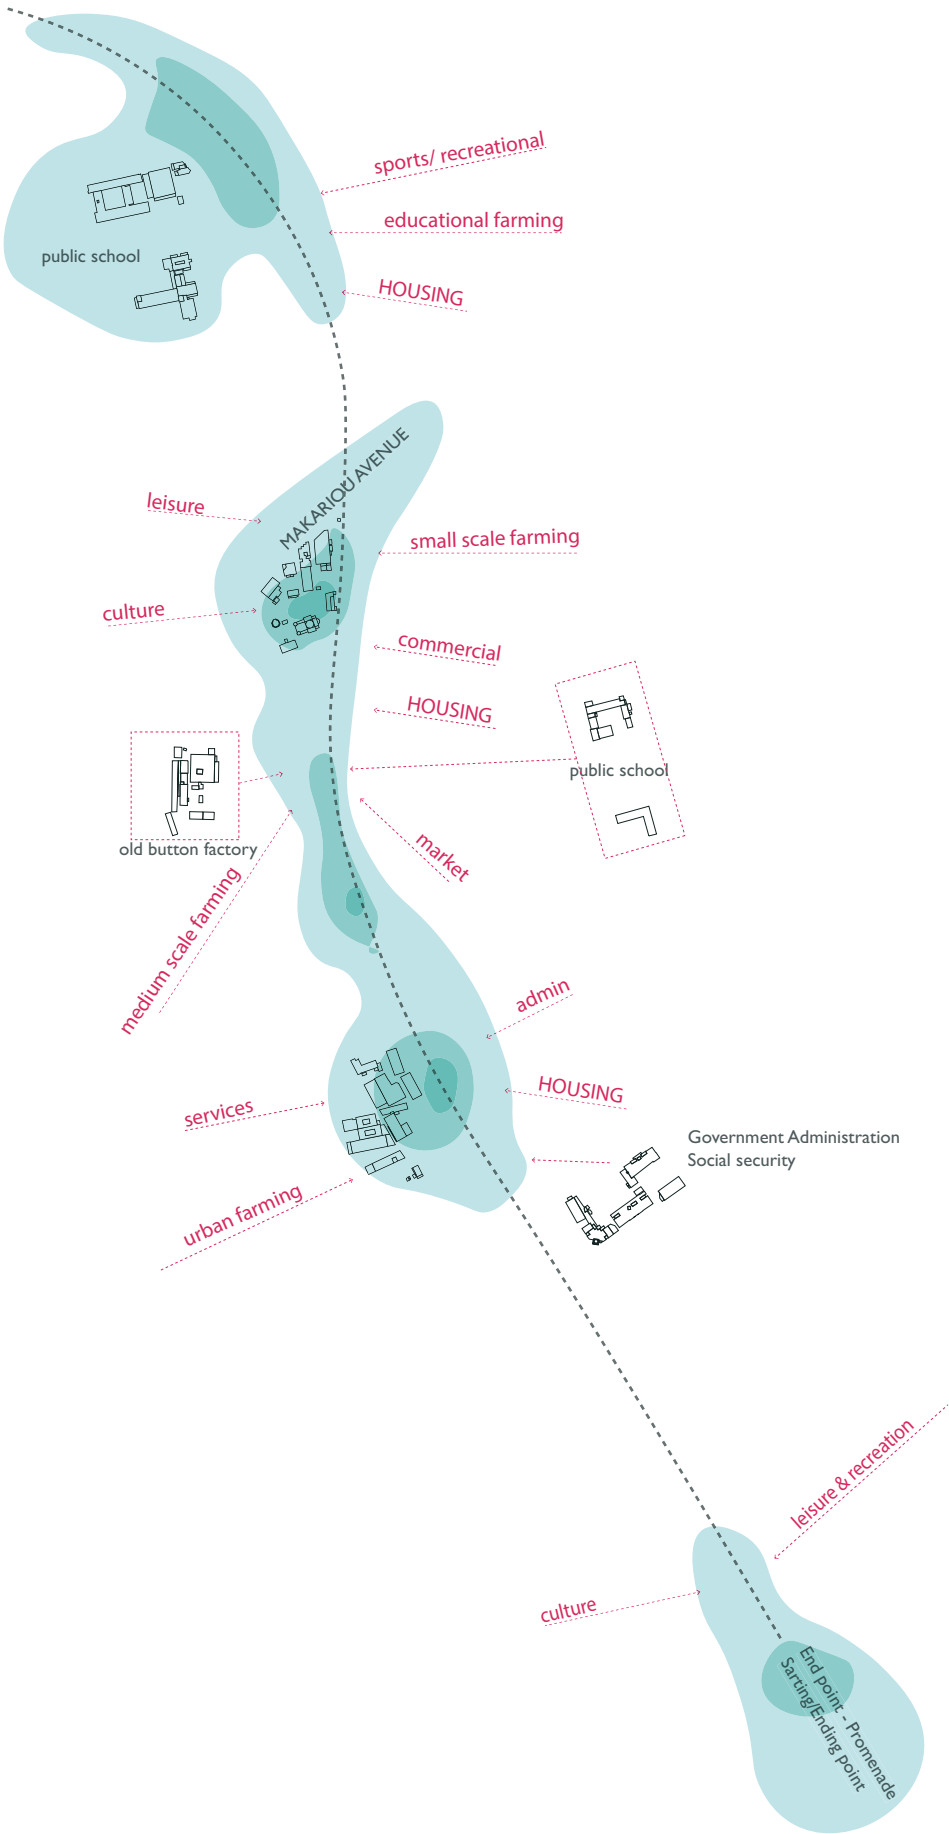 sports/ recreational
educational farming
public school
HOUSING
MAKARIOU AVENUE
leisure
small scale farming
culture
commercial
HOUSING
public school
old button factory
market
medium scale farming
admin
HOUSING
services
Government Administration
Social security
urban farming
leisure & recreation
culture
End point - Promenade
Sarting/Ending point